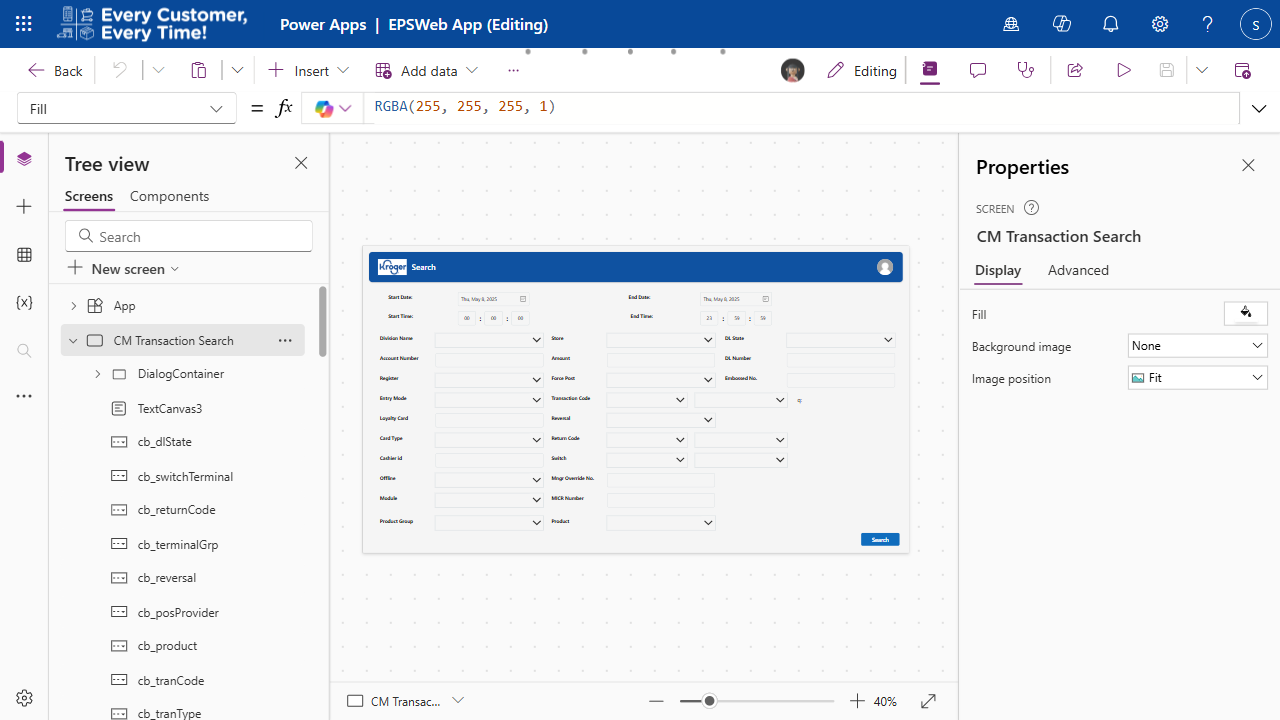 Every Customer,
Every Time!
Power Apps | EPSWeb App (Editing)
S
Back
Insert
Add data
Editing
Fill
= fx
RGBA(255, 255, 255, 1)
Tree view
Screens Components
Search
New screen
App
CM Transaction Search
DialogContainer
TextCanvas3
cb_dlState
cb_switchTerminal
cb_returnCode
cb_terminalGrp
cb_reversal
cb_posProvider
cb_product
cb_tranCode
cb_tranType
Kroger Search
Start Date: Thu, May 8, 2025 End Date: Thu, May 8, 2025
Start Time: 00 : 00 : 00 End Time: 23 : 59 : 59
Division Name Store DL State
Account Number Amount DL Number
Register Force Post Embossed No.
Entry Mode Transaction Code
Loyalty Card Reversal
Card Type Return Code
Cashier id Switch
Offline Mngr Override No.
Module MICR Number
Product Group Product
Search
CM Transac...
40%
Properties
SCREEN
CM Transaction Search
Display Advanced
Fill
Background image None
Image position Fit